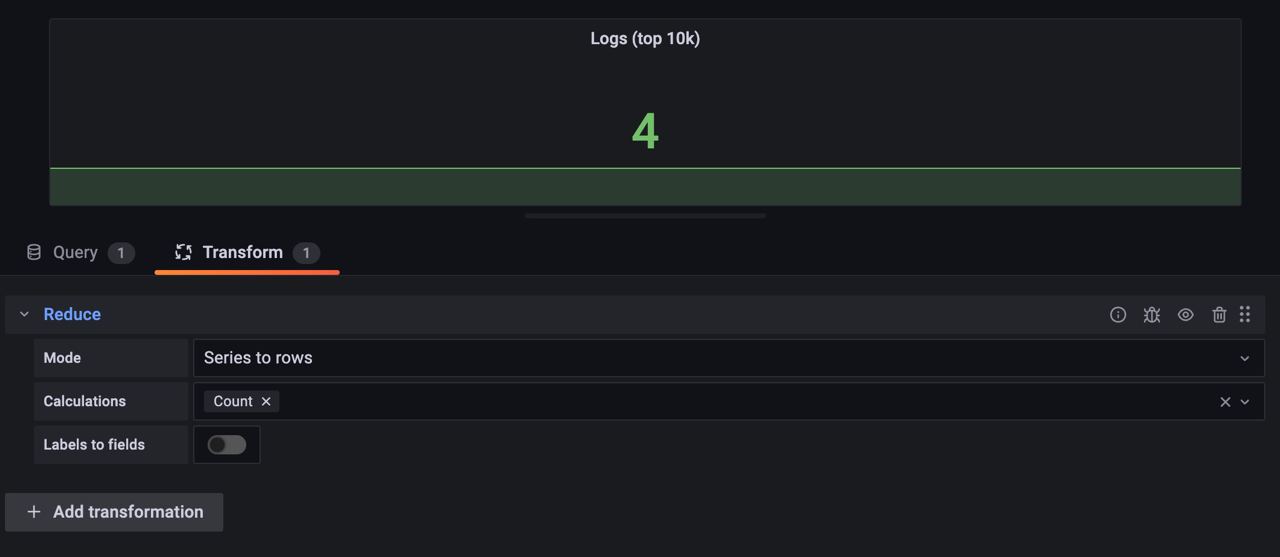 Logs (top 10k)
4
Query 1 Transform 1
Reduce
Mode Series to rows
Calculations Count
Labels to fields
Add transformation